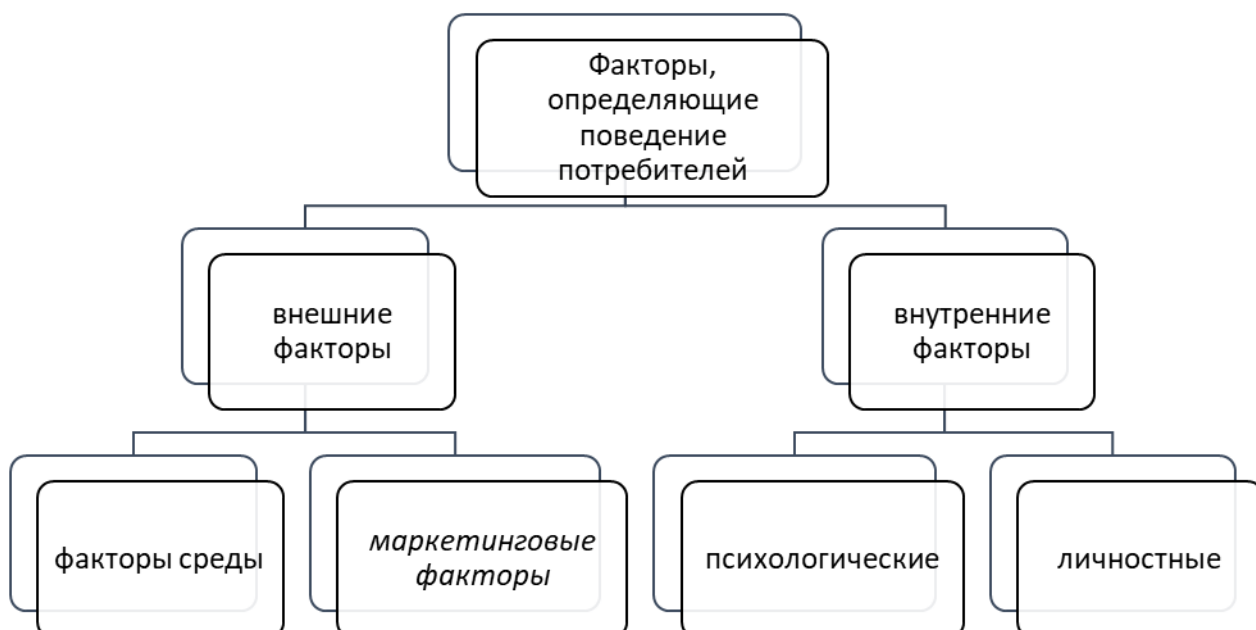 Факторы,
определяющие
поведение
потребителей
внешние
факторы
внутренние
факторы
факторы среды
маркетинговые
факторы
психологические
личностные